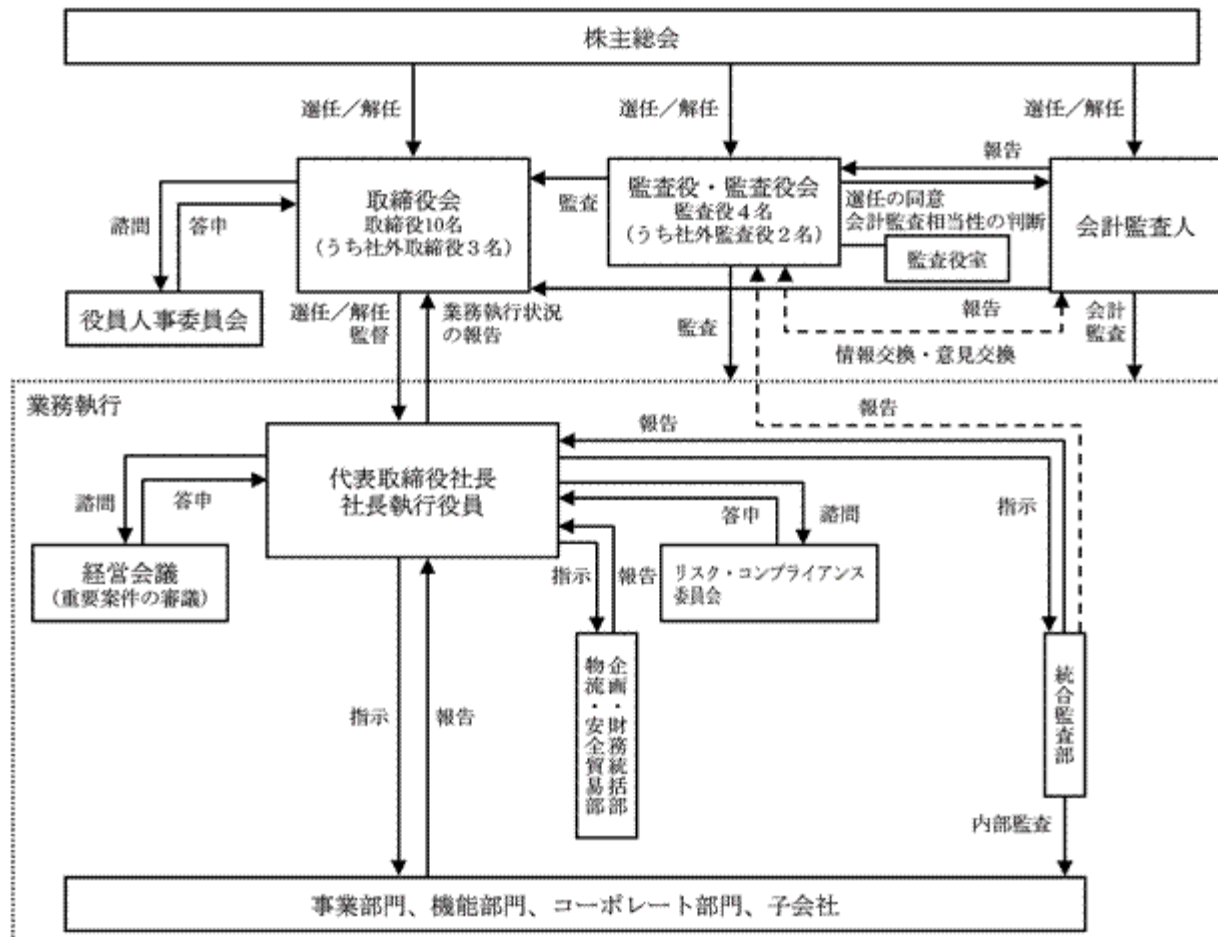 株主総会
選任／解任
選任／解任
選任／解任
取締役会
取締役10名
（うち社外取締役３名）
監査
監査役・監査役会
監査役４名
（うち社外監査役２名）
報告
選任の同意
会計監査相当性の判断
会計監査人
監査役室
諮問
答申
役員人事委員会
選任／解任
監督
業務執行状況
の報告
監査
報告
情報交換・意見交換
会計
監査
業務執行
報告
報告
代表取締役社長
社長執行役員
諮問
答申
経営会議
（重要案件の審議）
指示
報告
答申
諮問
リスク・コンプライアンス
委員会
指示
企画・財務統括部
物流・安全貿易部
統合監査部
指示
報告
内部監査
事業部門、機能部門、コーポレート部門、子会社